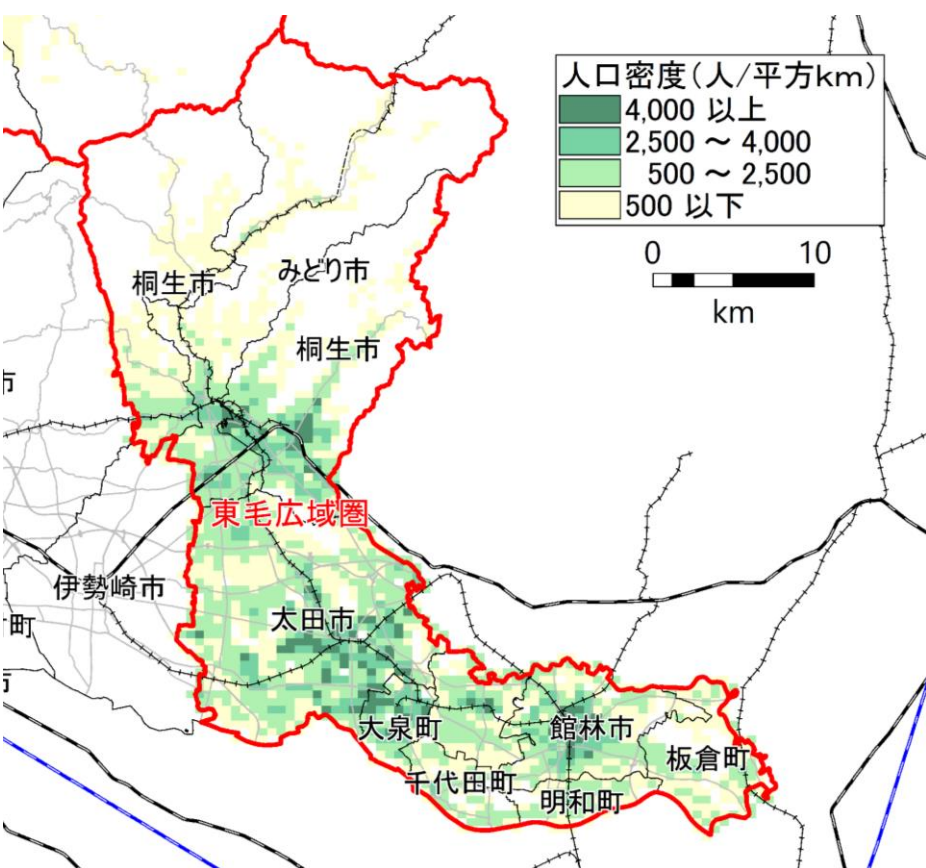 人口密度(人/平方km)
4,000 以上
2,500 ～ 4,000
500 ～ 2,500
500 以下
0 10
km
桐生市
みどり市
桐生市
市
東毛広域圏
伊勢崎市
太田市
町
市
大泉町
館林市
板倉町
千代田町
明和町